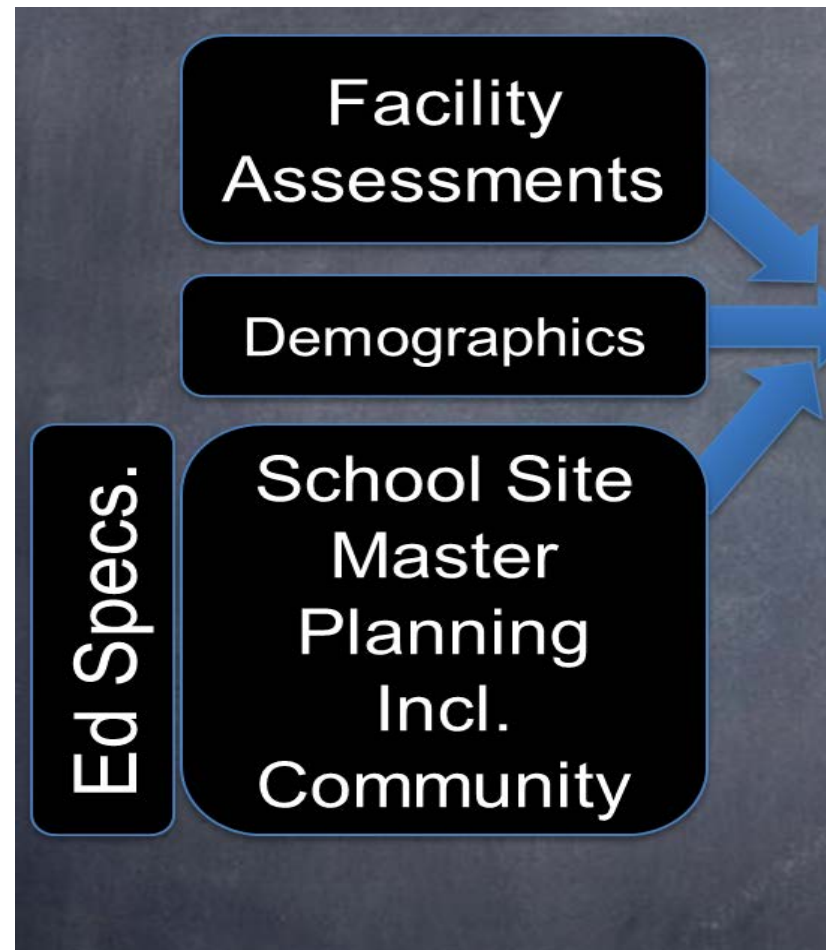 Facility
Assessments
Demographics
Ed Specs.
School Site
Master
Planning
Incl.
Community